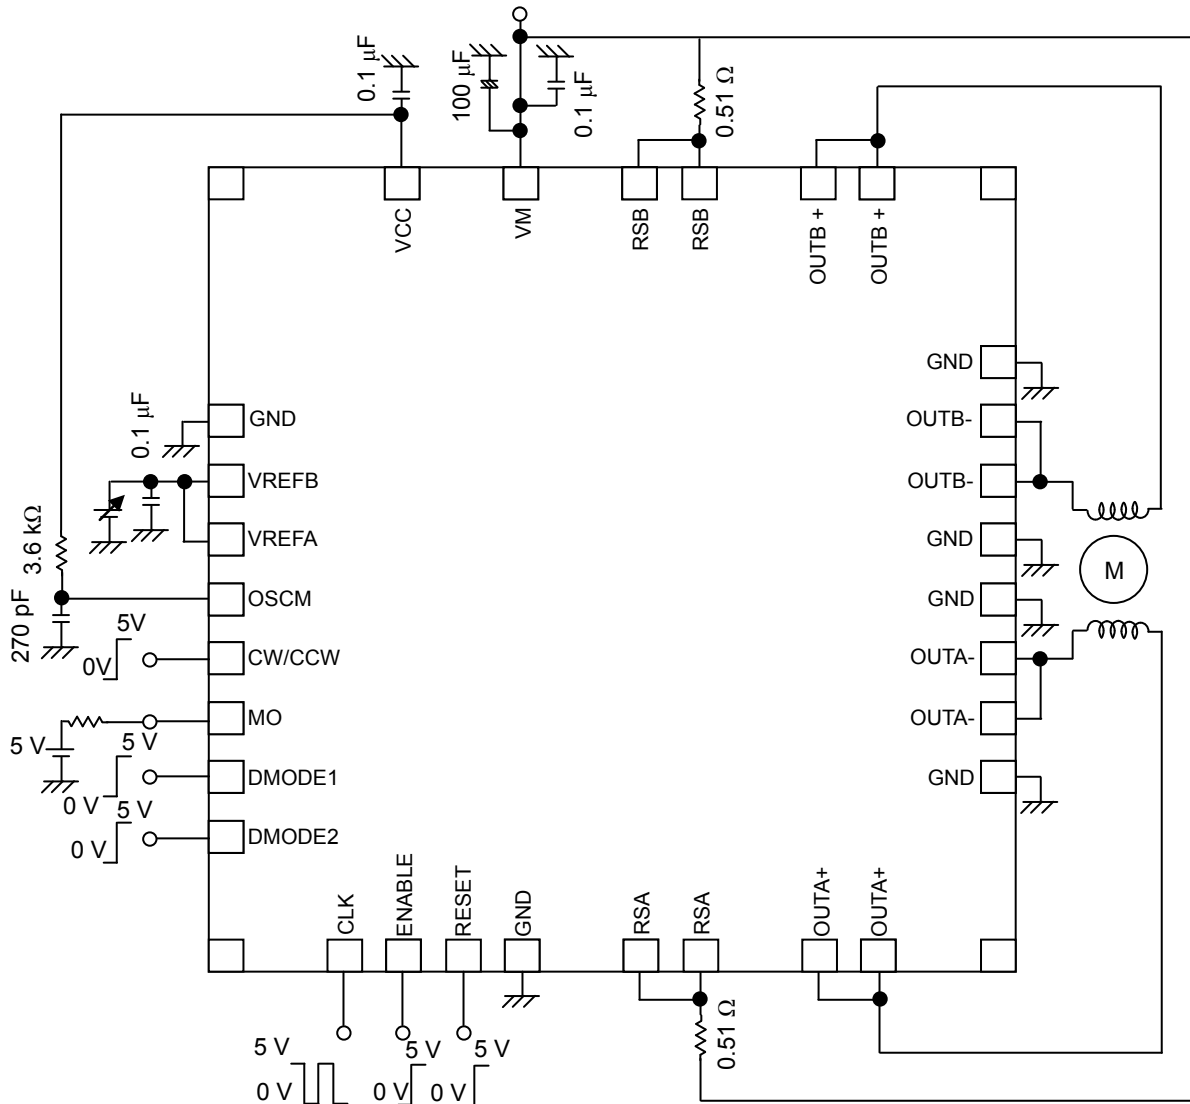 0.1 µF
100 µF
0.1 µF
0.51 Ω
VCC
VM
RSB
RSB
OUTB +
OUTB +
GND
OUTB-
OUTB-
GND
GND
OUTA-
OUTA-
GND
M
0.1 µF
GND
VREFB
VREFA
3.6 kΩ
270 pF
OSCM
5V
0V
CW/CCW
MO
5 V
5 V
0 V
DMODE1
5 V
0 V
DMODE2
CLK
ENABLE
RESET
GND
RSA
RSA
OUTA+
OUTA+
0.51 Ω
5 V
0 V
5 V
0 V
5 V
0 V